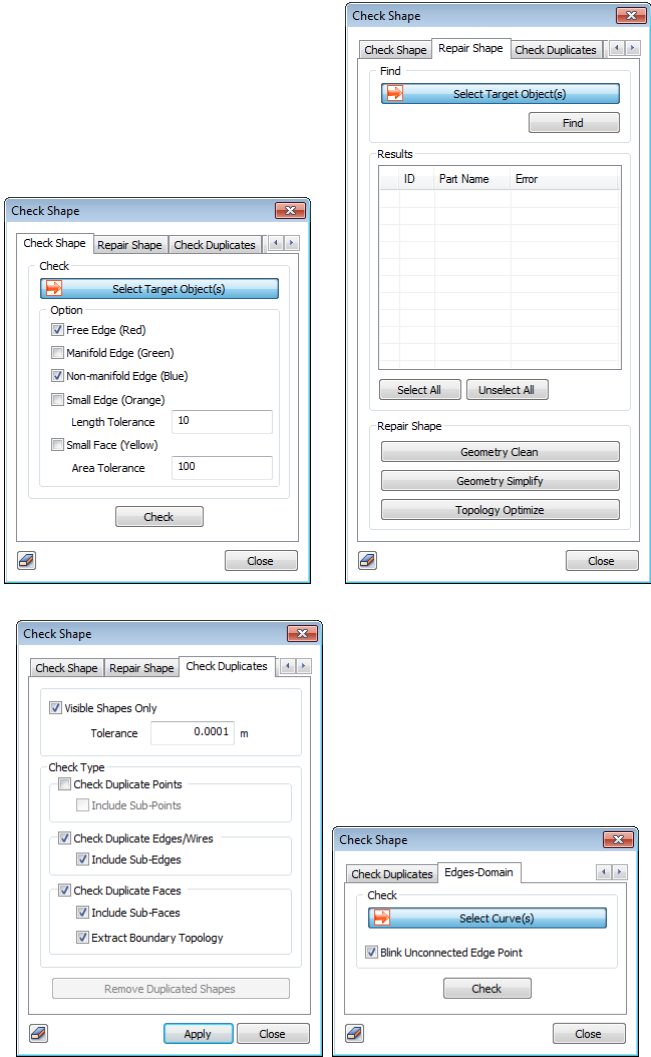 Check Shape
Check Shape Repair Shape Check Duplicates
Find
Select Target Object(s)
Find
Results
ID Part Name Error
Select All Unselect All
Repair Shape
Geometry Clean
Geometry Simplify
Topology Optimize
Close
Check Shape
Check Shape Repair Shape Check Duplicates
Check
Select Target Object(s)
Option
Free Edge (Red)
Manifold Edge (Green)
Non-manifold Edge (Blue)
Small Edge (Orange)
Length Tolerance 10
Small Face (Yellow)
Area Tolerance 100
Check
Close
Check Shape
Check Shape Repair Shape Check Duplicates
Visible Shapes Only
Tolerance 0.0001 m
Check Type
Check Duplicate Points
Include Sub-Points
Check Duplicate Edges/Wires
Include Sub-Edges
Check Duplicate Faces
Include Sub-Faces
Extract Boundary Topology
Remove Duplicated Shapes
Apply Close
Check Shape
Check Duplicates Edges-Domain
Check
Select Curve(s)
Blink Unconnected Edge Point
Check
Close